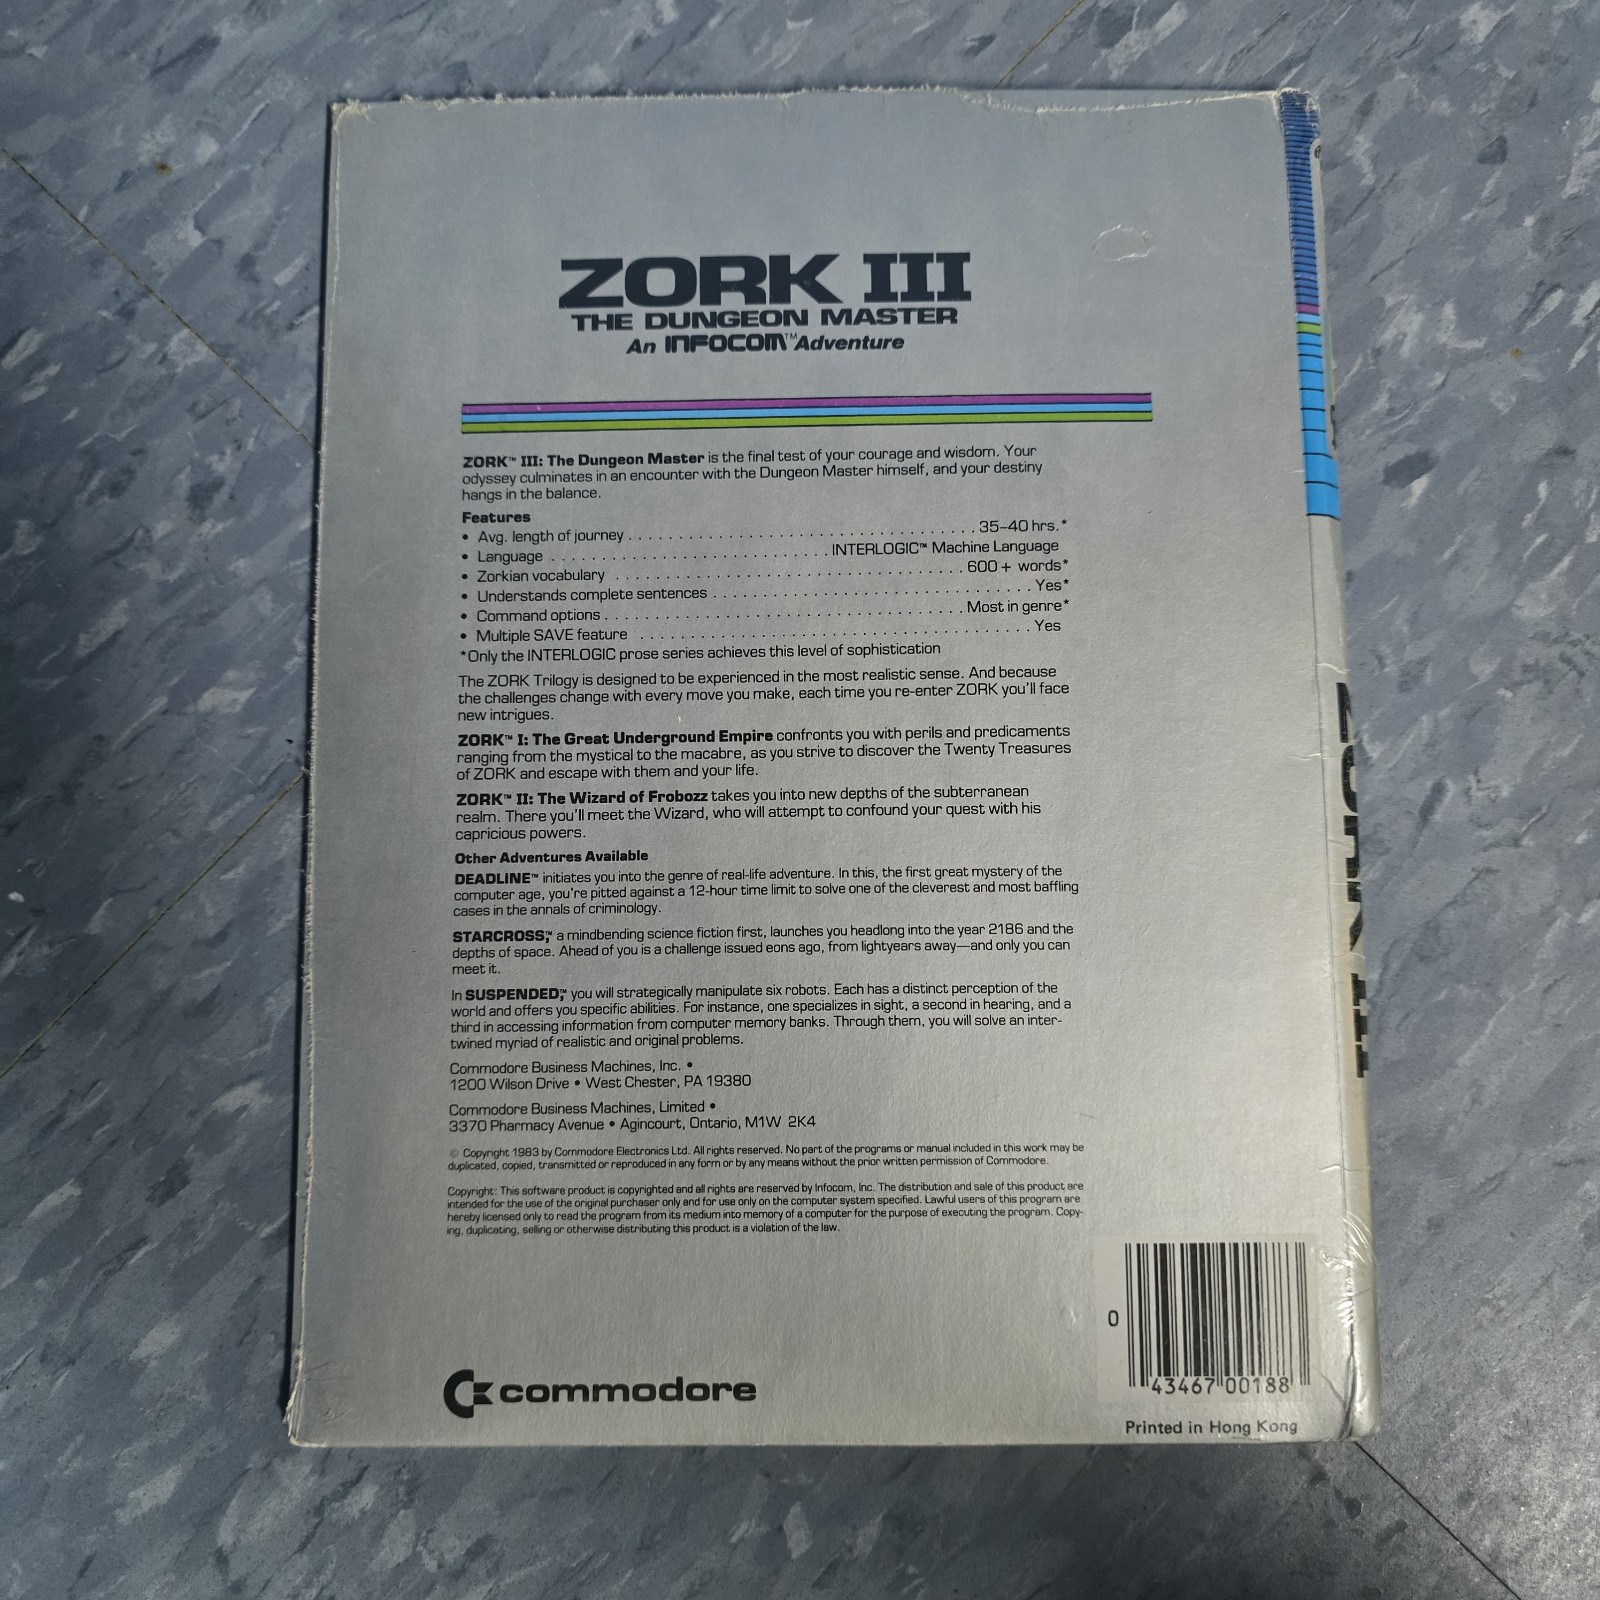 ZORK III
THE DUNGEON MASTER
An INFOCOM™ Adventure
ZORK™ III: The Dungeon Master is the final test of your courage and wisdom. Your
odyssey culminates in an encounter with the Dungeon Master himself, and your destiny
hangs in the balance.
Features
• Avg. length of journey . . . . . . . . . . . . . . . . . . . . . . . . . . . . . . . . . . 35–40 hrs.*
• Language . . . . . . . . . . . . . . . . . . . . . . . . . . . INTERLOGIC™ Machine Language
• Zorkian vocabulary . . . . . . . . . . . . . . . . . . . . . . . . . . . . . . . . . . 600+ words*
• Understands complete sentences . . . . . . . . . . . . . . . . . . . . . . . . . . . . . . . Yes*
• Command options . . . . . . . . . . . . . . . . . . . . . . . . . . . . . . . . . . . Most in genre*
• Multiple SAVE feature . . . . . . . . . . . . . . . . . . . . . . . . . . . . . . . . . . . . . . Yes
*Only the INTERLOGIC prose series achieves this level of sophistication
The ZORK Trilogy is designed to be experienced in the most realistic sense. And because
the challenges change with every move you make, each time you re-enter ZORK you'll face
new intrigues.
ZORK™ I: The Great Underground Empire confronts you with perils and predicaments
ranging from the mystical to the macabre, as you strive to discover the Twenty Treasures
of ZORK and escape with them and your life.
ZORK™ II: The Wizard of Frobozz takes you into new depths of the subterranean
realm. There you'll meet the Wizard, who will attempt to confound your quest with his
capricious powers.
Other Adventures Available
DEADLINE™ initiates you into the genre of real-life adventure. In this, the first great mystery of the
computer age, you're pitted against a 12-hour time limit to solve one of the cleverest and most baffling
cases in the annals of criminology.
STARCROSS,™ a mindbending science fiction first, launches you headlong into the year 2186 and the
depths of space. Ahead of you is a challenge issued eons ago, from lightyears away—and only you can
meet it.
In SUSPENDED,™ you will strategically manipulate six robots. Each has a distinct perception of the
world and offers you specific abilities. For instance, one specializes in sight, a second in hearing, and a
third in accessing information from computer memory banks. Through them, you will solve an inter-
twined myriad of realistic and original problems.
Commodore Business Machines, Inc. •
1200 Wilson Drive • West Chester, PA 19380
Commodore Business Machines, Limited •
3370 Pharmacy Avenue • Agincourt, Ontario, M1W 2K4
© Copyright 1983 by Commodore Electronics Ltd. All rights reserved. No part of the programs or manual included in this work may be
duplicated, copied, transmitted or reproduced in any form or by any means without the prior written permission of Commodore.
Copyright: This software product is copyrighted and all rights are reserved by Infocom, Inc. The distribution and sale of this product are
intended for the use of the original purchaser only and for use only on the computer system specified. Lawful users of this program are
hereby licensed only to read the program from its medium into memory of a computer for the purpose of executing the program. Copy-
ing, duplicating, selling or otherwise distributing this product is a violation of the law.
commodore
0 43467 00188
Printed in Hong Kong
ZORK III